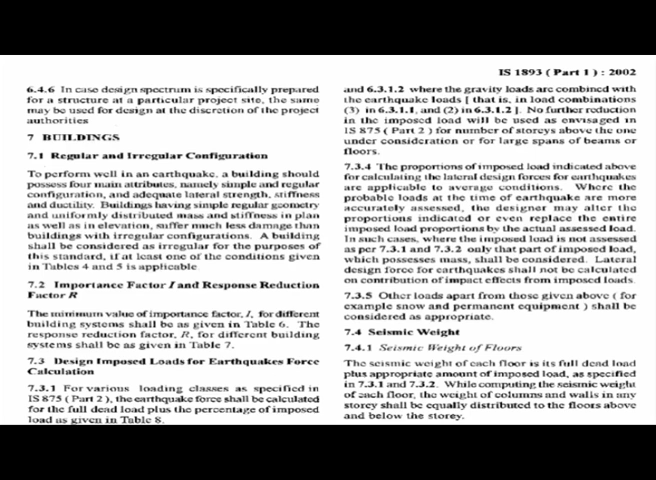 IS 1893 ( Part 1 ) : 2002
6.4.6 In case design spectrum is specifically prepared
for a structure at a particular project site, the same
may be used for design at the discretion of the project
authorities
7 BUILDINGS
7.1 Regular and Irregular Configuration
To perform well in an earthquake, a building should
possess four main attributes, namely simple and regular
configuration, and adequate lateral strength, stiffness
and ductility. Buildings having simple regular geometry
and uniformly distributed mass and stiffness in plan
as well as in elevation, suffer much less damage than
buildings with irregular configurations. A building
shall be considered as irregular for the purposes of
this standard, if at least one of the conditions given
in Tables 4 and 5 is applicable
7.2 Importance Factor I and Response Reduction
Factor R
The minimum value of importance factor, I, for different
building systems shall be as given in Table 6. The
response reduction factor, R, for different building
systems shall be as given in Table 7.
7.3 Design Imposed Loads for Earthquakes Force
Calculation
7.3.1 For various loading classes as specified in
IS 875 ( Part 2 ), the earthquake force shall be calculated
for the full dead load plus the percentage of imposed
load as given in Table 8.
and 6.3.1.2 where the gravity loads are combined with
the earthquake loads [ that is, in load combinations
(3) in 6.3.1.1, and (2) in 6.3.1.2 ]. No further reduction
in the imposed load will be used as envisaged in
IS 875 ( Part 2 ) for number of storeys above the one
under consideration or for large spans of beams or
floors.
7.3.4 The proportions of imposed load indicated above
for calculating the lateral design forces for earthquakes
are applicable to average conditions. Where the
probable loads at the time of earthquake are more
accurately assessed, the designer may alter the
proportions indicated or even replace the entire
imposed load proportions by the actual assessed load.
In such cases, where the imposed load is not assessed
as per 7.3.1 and 7.3.2 only that part of imposed load,
which possesses mass, shall be considered. Lateral
design force for earthquakes shall not be calculated
on contribution of impact effects from imposed loads.
7.3.5 Other loads apart from those given above ( for
example snow and permanent equipment ) shall be
considered as appropriate.
7.4 Seismic Weight
7.4.1 Seismic Weight of Floors
The seismic weight of each floor is its full dead load
plus appropriate amount of imposed load, as specified
in 7.3.1 and 7.3.2. While computing the seismic weight
of each floor, the weight of columns and walls in any
storey shall be equally distributed to the floors above
and below the storey.